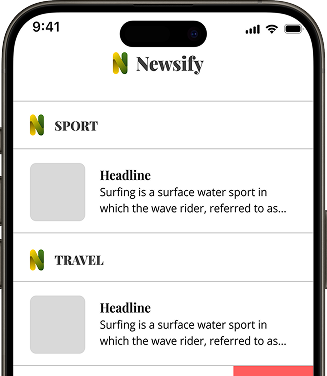 9:41
Newsify
SPORT
Headline
Surfing is a surface water sport in
which the wave rider, referred to as...
TRAVEL
Headline
Surfing is a surface water sport in
which the wave rider, referred to as...